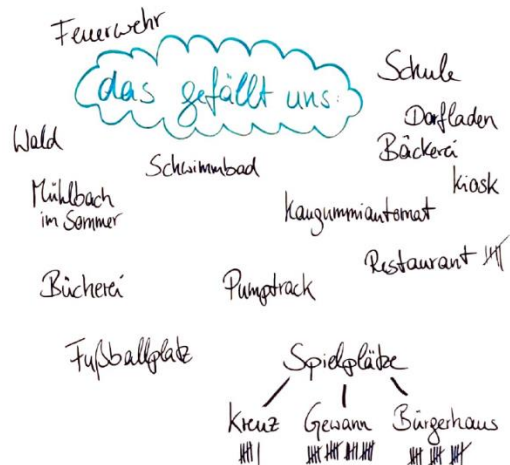 Feuerwehr
das gefällt uns:
Schule
Dorfladen
Wald
Schwimmbad
Bäckerei
Kiosk
Mühlbach
im Sommer
Kaugummiautomat
Restaurant
Bücherei
Pumptrack
Fußballplatz
Spielplätze
Kreuz Gewann Bürgerhaus